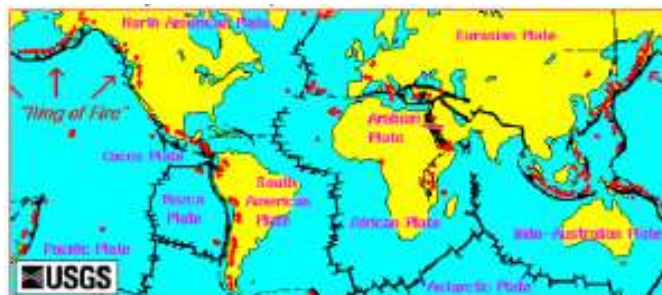 North American Plate
Eurasian Plate
"Ring of Fire"
Arabian
Plate
Cocos Plate
South
American
Plate
Nazca
Plate
African Plate
Indo-Australian Plate
Pacific Plate
Antarctic Plate
USGS